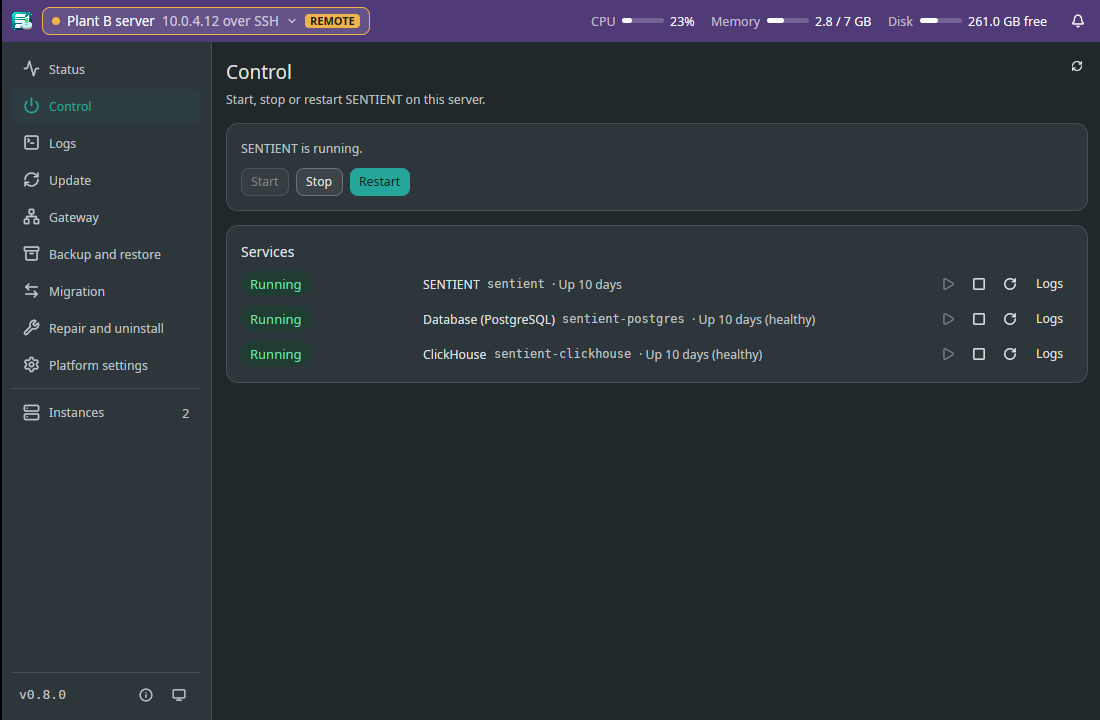 Plant B server 10.0.4.12 over SSH REMOTE
CPU 23% Memory 2.8 / 7 GB Disk 261.0 GB free
Status
Control
Logs
Update
Gateway
Backup and restore
Migration
Repair and uninstall
Platform settings
Instances 2
v0.8.0
Control
Start, stop or restart SENTIENT on this server.
SENTIENT is running.
Start Stop Restart
Services
Running SENTIENT sentient · Up 10 days Logs
Running Database (PostgreSQL) sentient-postgres · Up 10 days (healthy) Logs
Running ClickHouse sentient-clickhouse · Up 10 days (healthy) Logs